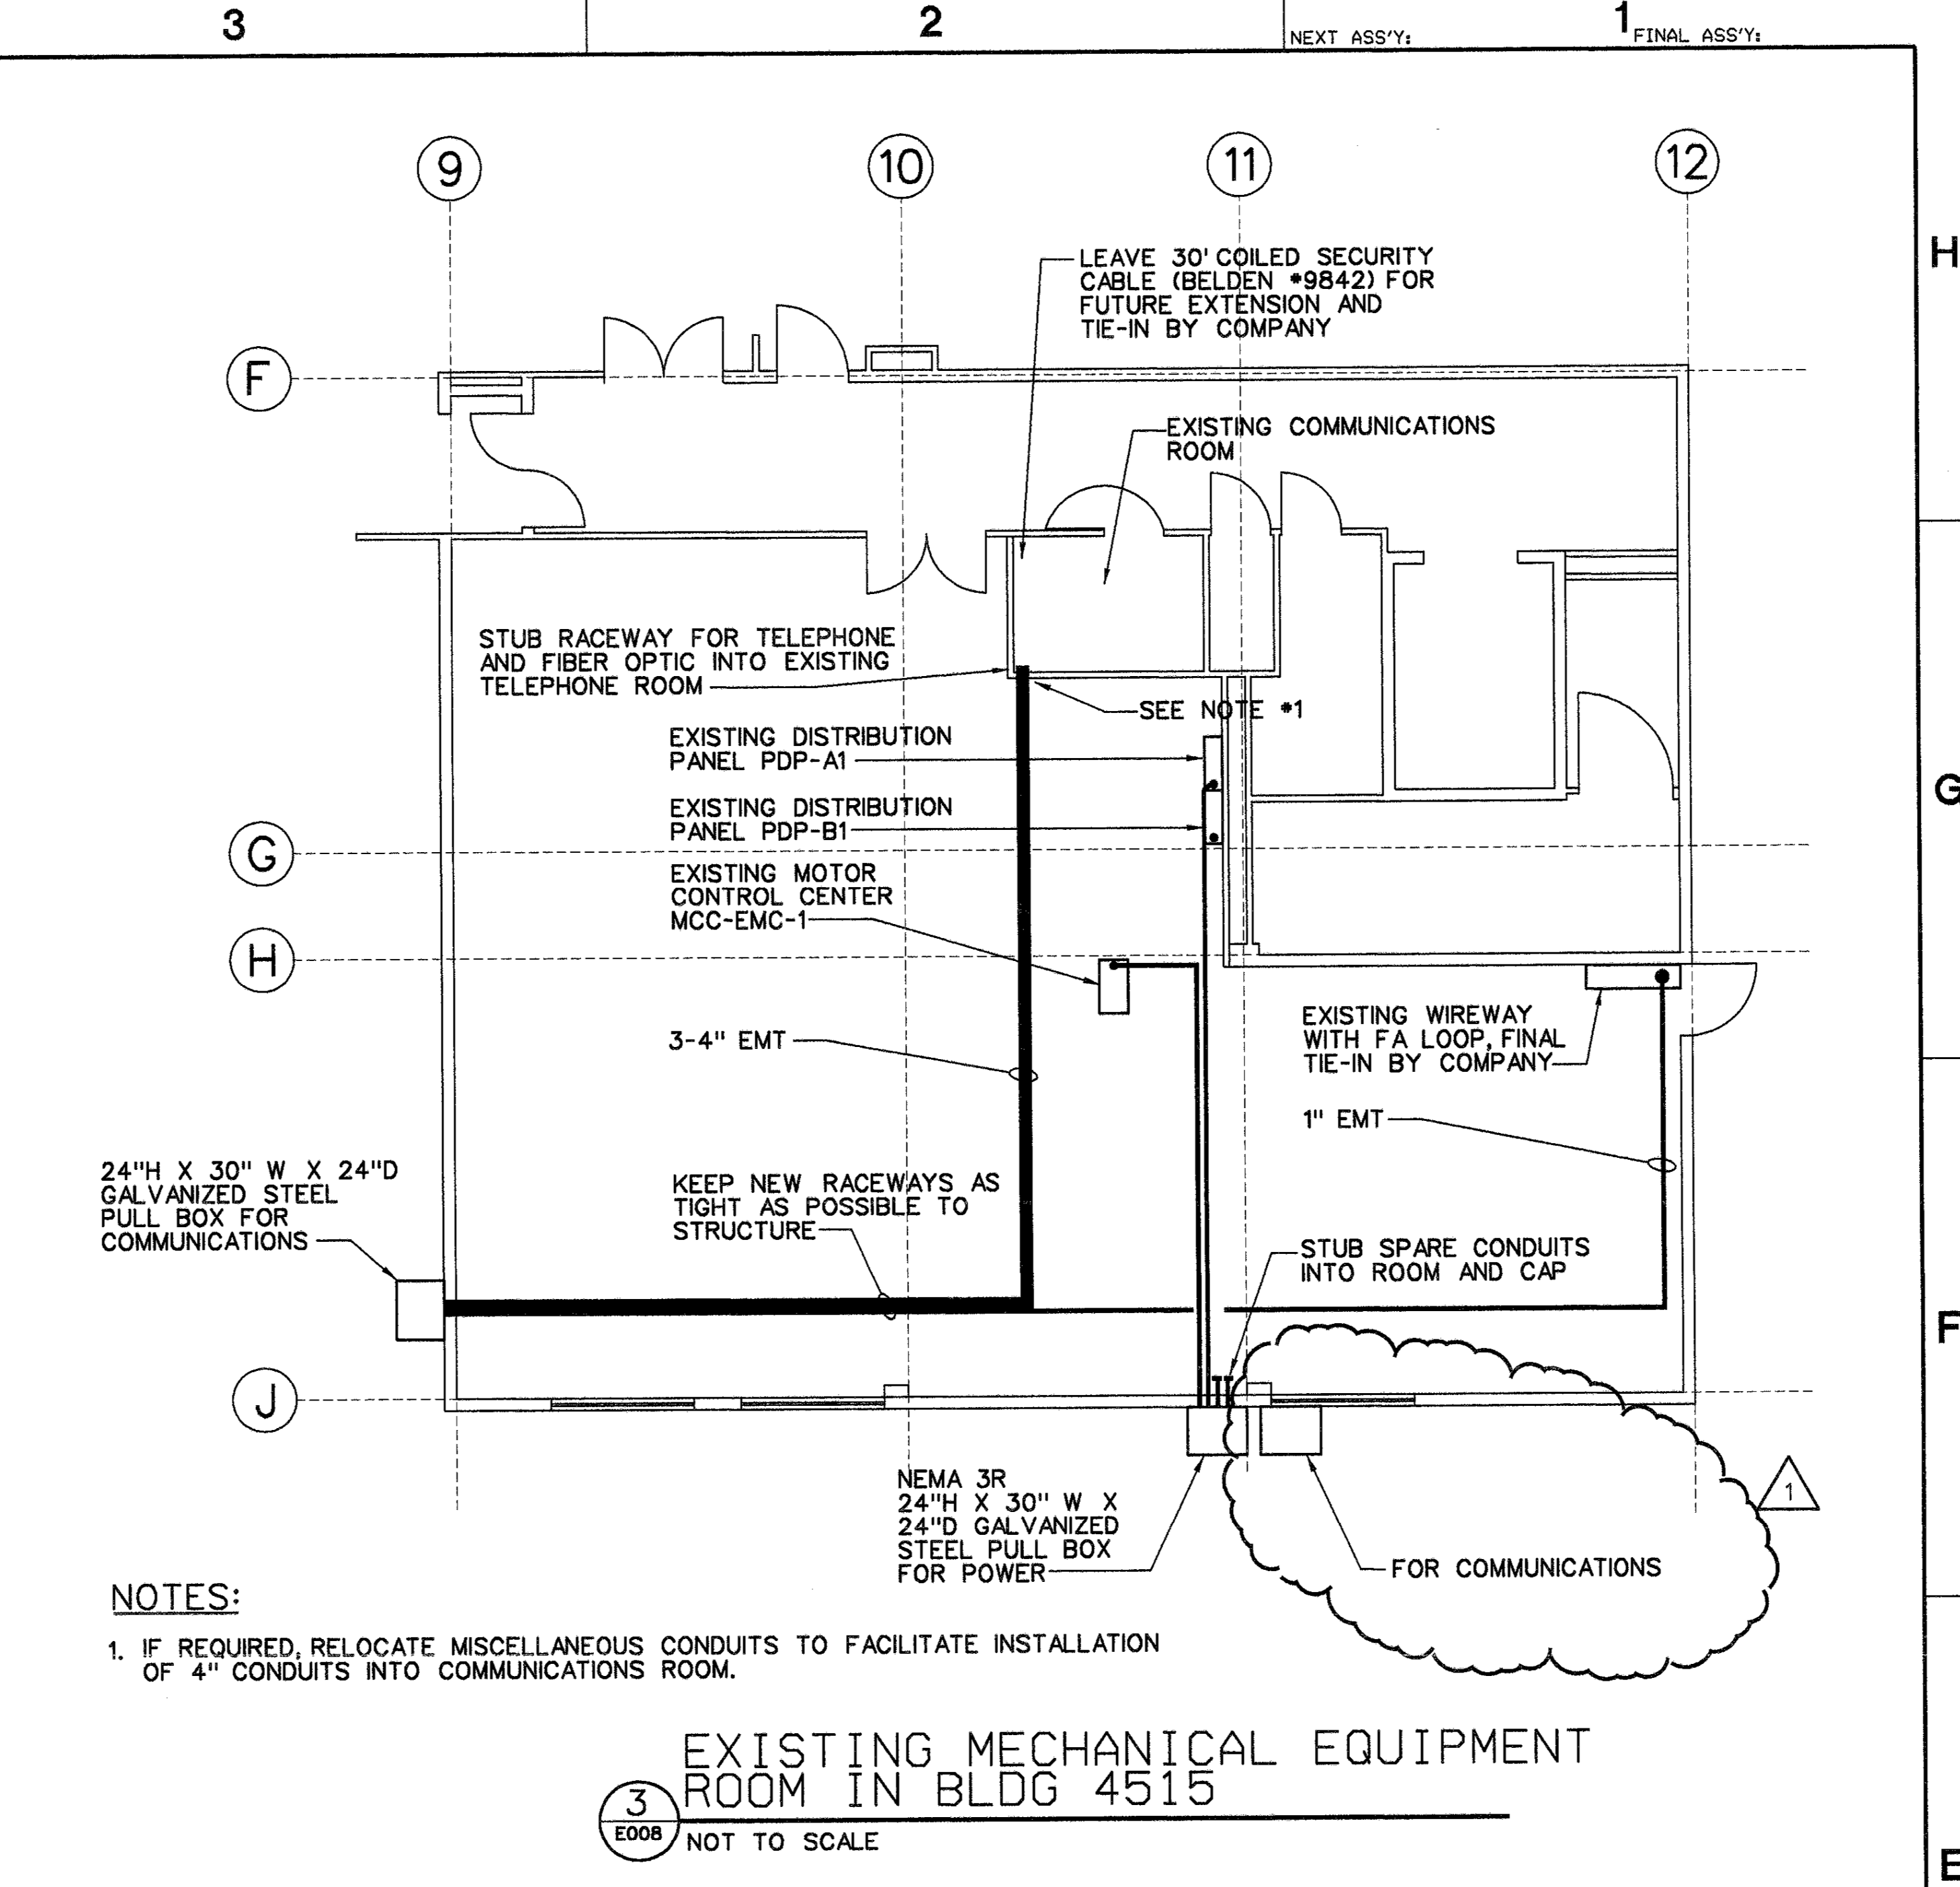 3
2
NEXT ASS'Y:
1
FINAL ASS'Y:
9
10
11
12
H
LEAVE 30' COILED SECURITY
CABLE (BELDEN #9842) FOR
FUTURE EXTENSION AND
TIE-IN BY COMPANY
F
EXISTING COMMUNICATIONS
ROOM
STUB RACEWAY FOR TELEPHONE
AND FIBER OPTIC INTO EXISTING
TELEPHONE ROOM
SEE NOTE #1
EXISTING DISTRIBUTION
PANEL PDP-A1
G
EXISTING DISTRIBUTION
PANEL PDP-B1
G
EXISTING MOTOR
CONTROL CENTER
MCC-EMC-1
H
EXISTING WIREWAY
WITH FA LOOP, FINAL
TIE-IN BY COMPANY
3-4" EMT
1" EMT
24"H X 30" W X 24"D
GALVANIZED STEEL
PULL BOX FOR
COMMUNICATIONS
KEEP NEW RACEWAYS AS
TIGHT AS POSSIBLE TO
STRUCTURE
STUB SPARE CONDUITS
INTO ROOM AND CAP
F
J
NEMA 3R
24"H X 30" W X
24"D GALVANIZED
STEEL PULL BOX
FOR POWER
1
FOR COMMUNICATIONS
NOTES:
1. IF REQUIRED, RELOCATE MISCELLANEOUS CONDUITS TO FACILITATE INSTALLATION
OF 4" CONDUITS INTO COMMUNICATIONS ROOM.
EXISTING MECHANICAL EQUIPMENT
ROOM IN BLDG 4515
3
E008
NOT TO SCALE
E